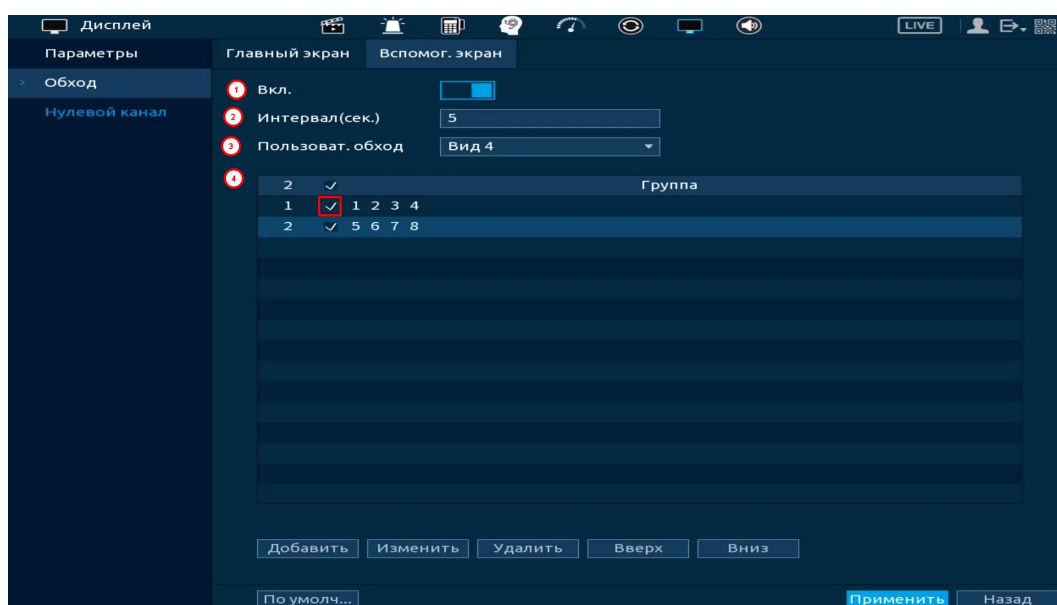 Дисплей LIVE
Параметры Главный экран Вспомог. экран
Обход 1 Вкл.
Нулевой канал 2 Интервал(сек.) 5
3 Пользоват. обход Вид 4
4 2 Группа
1 1 2 3 4
2 5 6 7 8
Добавить Изменить Удалить Вверх Вниз
По умолч... Применить Назад